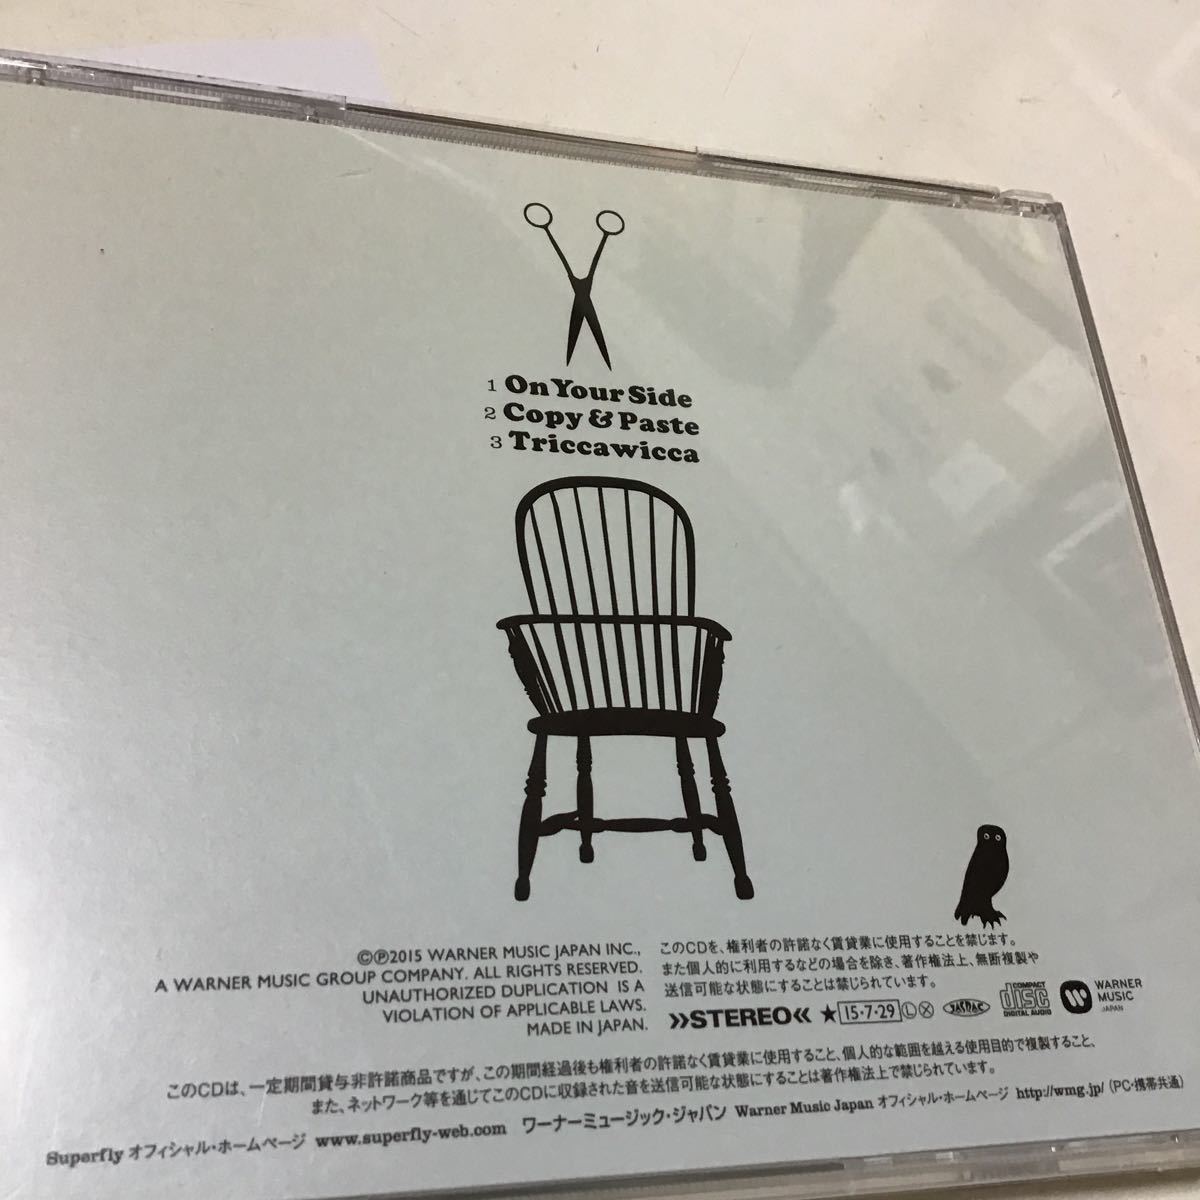 1 On Your Side
2 Copy & Paste
3 Triccawicca
©℗2015 WARNER MUSIC JAPAN INC.,
A WARNER MUSIC GROUP COMPANY. ALL RIGHTS RESERVED.
UNAUTHORIZED DUPLICATION IS A
VIOLATION OF APPLICABLE LAWS.
MADE IN JAPAN.
このCDを、権利者の許諾なく賃貸業に使用することを禁じます。
また個人的に利用するなどの場合を除き、著作権法上、無断複製や
送信可能な状態にすることは禁じられています。
»STEREO« ★ 15・7・29 Ⓛ Ⓧ JASRAC COMPACT disc DIGITAL AUDIO WARNER MUSIC JAPAN
このCDは、一定期間貸与非許諾商品ですが、この期間経過後も権利者の許諾なく賃貸業に使用すること、個人的な範囲を越える使用目的で複製すること、
また、ネットワーク等を通じてこのCDに収録された音を送信可能な状態にすることは著作権法上で禁じられています。
Superfly オフィシャル・ホームページ www.superfly-web.com ワーナーミュージック・ジャパン Warner Music Japan オフィシャル・ホームページ http://wmg.jp/ (PC・携帯共通)